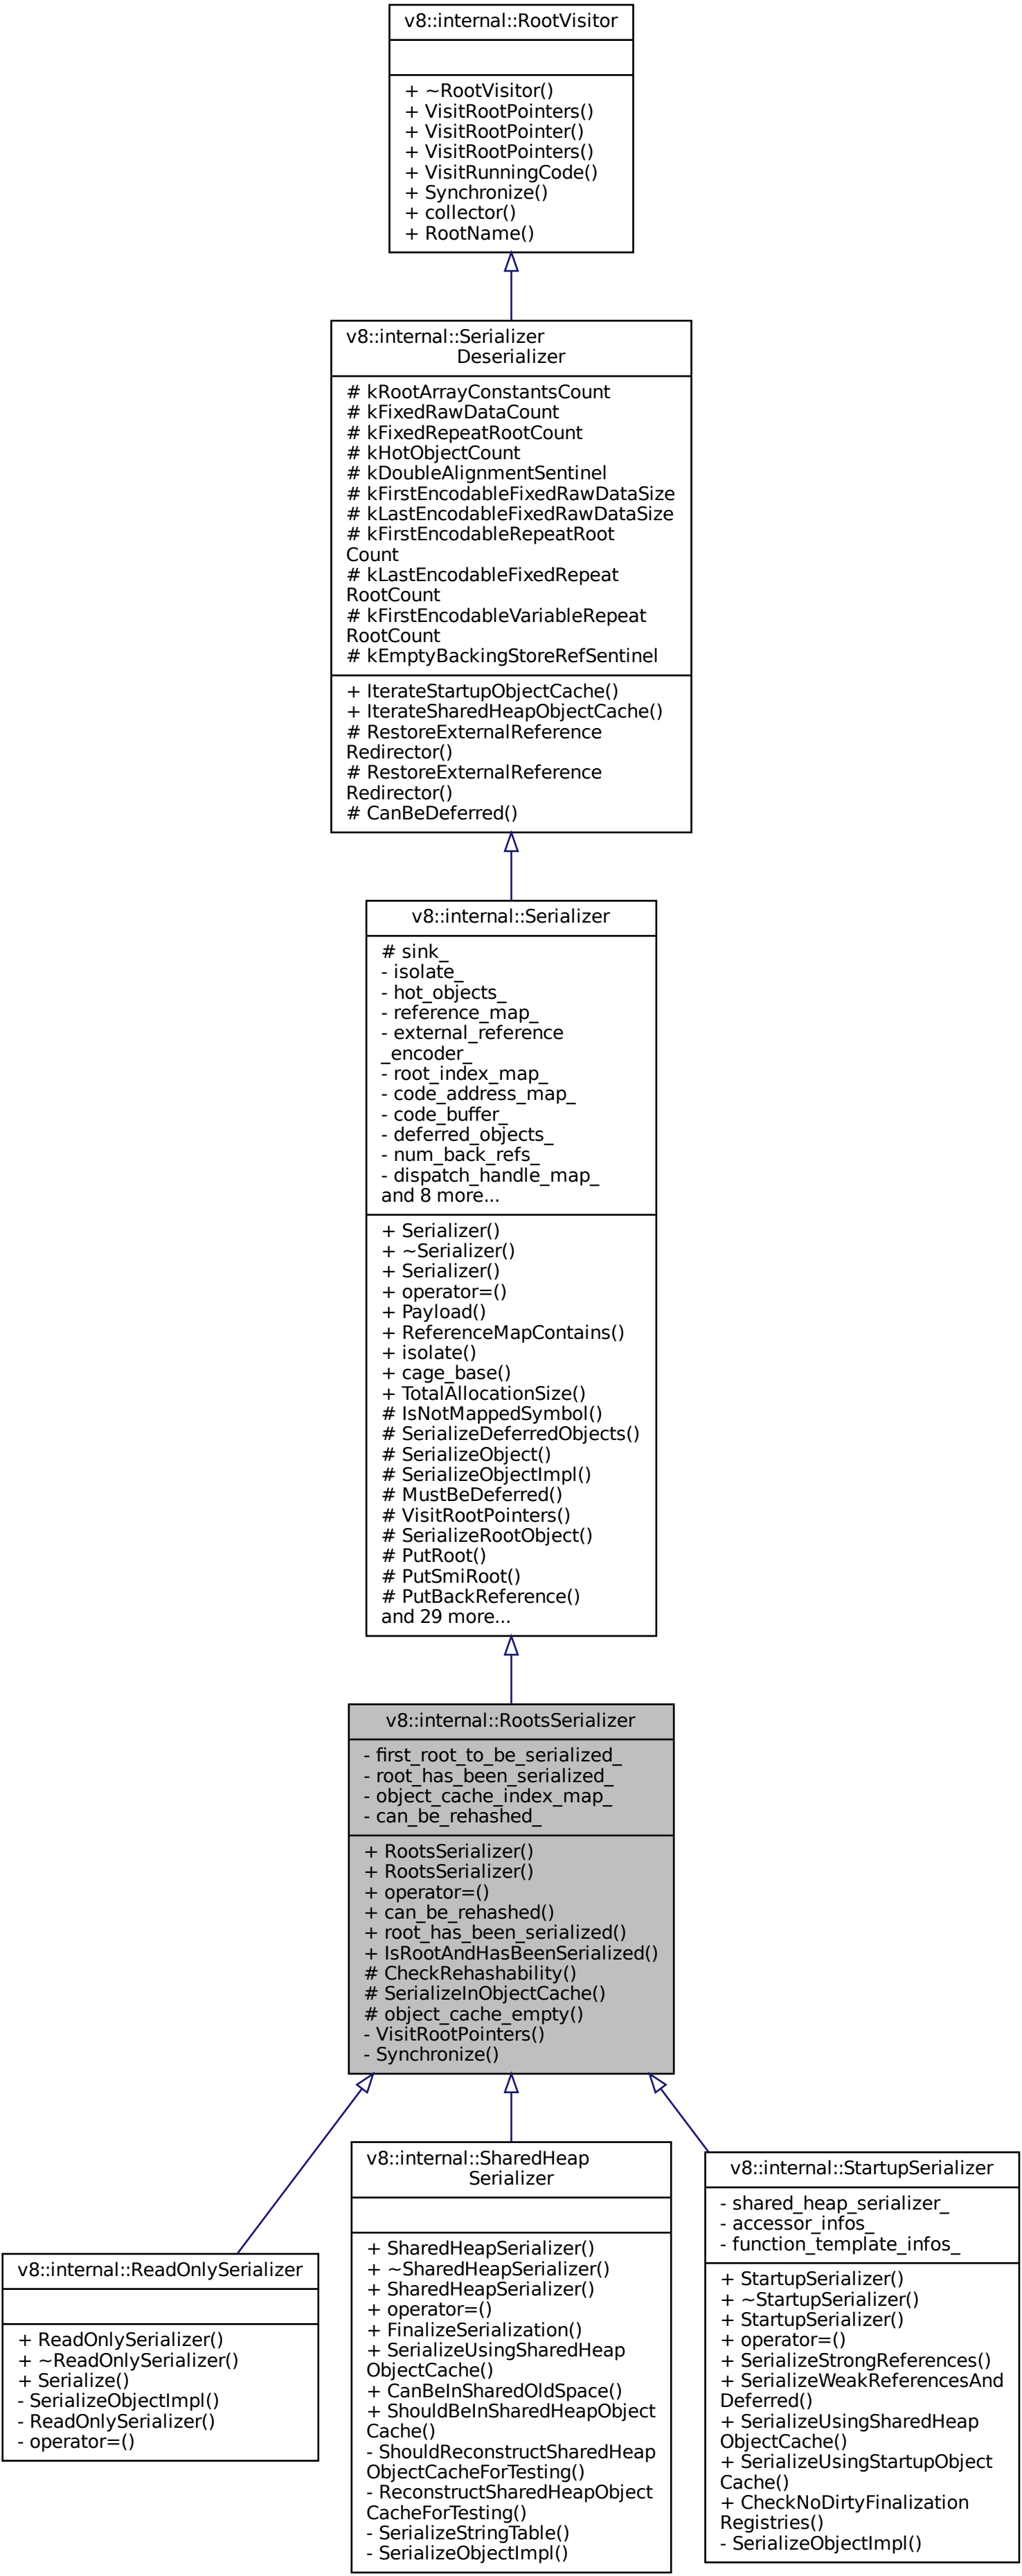 v8::internal::RootVisitor
+ ~RootVisitor()
+ VisitRootPointers()
+ VisitRootPointer()
+ VisitRootPointers()
+ VisitRunningCode()
+ Synchronize()
+ collector()
+ RootName()
v8::internal::Serializer
Deserializer
# kRootArrayConstantsCount
# kFixedRawDataCount
# kFixedRepeatRootCount
# kHotObjectCount
# kDoubleAlignmentSentinel
# kFirstEncodableFixedRawDataSize
# kLastEncodableFixedRawDataSize
# kFirstEncodableRepeatRoot
Count
# kLastEncodableFixedRepeat
RootCount
# kFirstEncodableVariableRepeat
RootCount
# kEmptyBackingStoreRefSentinel
+ IterateStartupObjectCache()
+ IterateSharedHeapObjectCache()
# RestoreExternalReference
Redirector()
# RestoreExternalReference
Redirector()
# CanBeDeferred()
v8::internal::Serializer
# sink_
- isolate_
- hot_objects_
- reference_map_
- external_reference
_encoder_
- root_index_map_
- code_address_map_
- code_buffer_
- deferred_objects_
- num_back_refs_
- dispatch_handle_map_
and 8 more...
+ Serializer()
+ ~Serializer()
+ Serializer()
+ operator=()
+ Payload()
+ ReferenceMapContains()
+ isolate()
+ cage_base()
+ TotalAllocationSize()
# IsNotMappedSymbol()
# SerializeDeferredObjects()
# SerializeObject()
# SerializeObjectImpl()
# MustBeDeferred()
# VisitRootPointers()
# SerializeRootObject()
# PutRoot()
# PutSmiRoot()
# PutBackReference()
and 29 more...
v8::internal::RootsSerializer
- first_root_to_be_serialized_
- root_has_been_serialized_
- object_cache_index_map_
- can_be_rehashed_
+ RootsSerializer()
+ RootsSerializer()
+ operator=()
+ can_be_rehashed()
+ root_has_been_serialized()
+ IsRootAndHasBeenSerialized()
# CheckRehashability()
# SerializeInObjectCache()
# object_cache_empty()
- VisitRootPointers()
- Synchronize()
v8::internal::ReadOnlySerializer
+ ReadOnlySerializer()
+ ~ReadOnlySerializer()
+ Serialize()
- SerializeObjectImpl()
- ReadOnlySerializer()
- operator=()
v8::internal::SharedHeap
Serializer
+ SharedHeapSerializer()
+ ~SharedHeapSerializer()
+ SharedHeapSerializer()
+ operator=()
+ FinalizeSerialization()
+ SerializeUsingSharedHeap
ObjectCache()
+ CanBeInSharedOldSpace()
+ ShouldBeInSharedHeapObject
Cache()
- ShouldReconstructSharedHeap
ObjectCacheForTesting()
- ReconstructSharedHeapObject
CacheForTesting()
- SerializeStringTable()
- SerializeObjectImpl()
v8::internal::StartupSerializer
- shared_heap_serializer_
- accessor_infos_
- function_template_infos_
+ StartupSerializer()
+ ~StartupSerializer()
+ StartupSerializer()
+ operator=()
+ SerializeStrongReferences()
+ SerializeWeakReferencesAnd
Deferred()
+ SerializeUsingSharedHeap
ObjectCache()
+ SerializeUsingStartupObject
Cache()
+ CheckNoDirtyFinalization
Registries()
- SerializeObjectImpl()